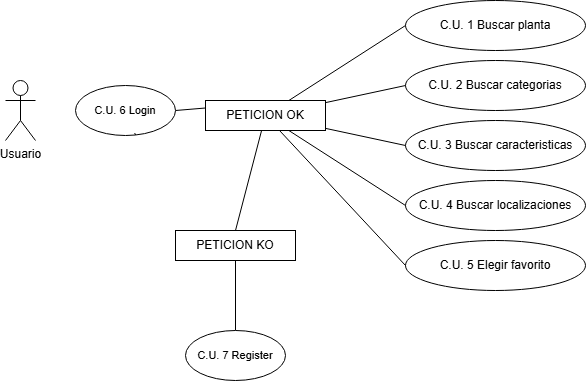 C.U. 1 Buscar planta
C.U. 2 Buscar categorias
C.U. 6 Login
PETICION OK
Usuario
C.U. 3 Buscar caracteristicas
C.U. 4 Buscar localizaciones
PETICION KO
C.U. 5 Elegir favorito
C.U. 7 Register